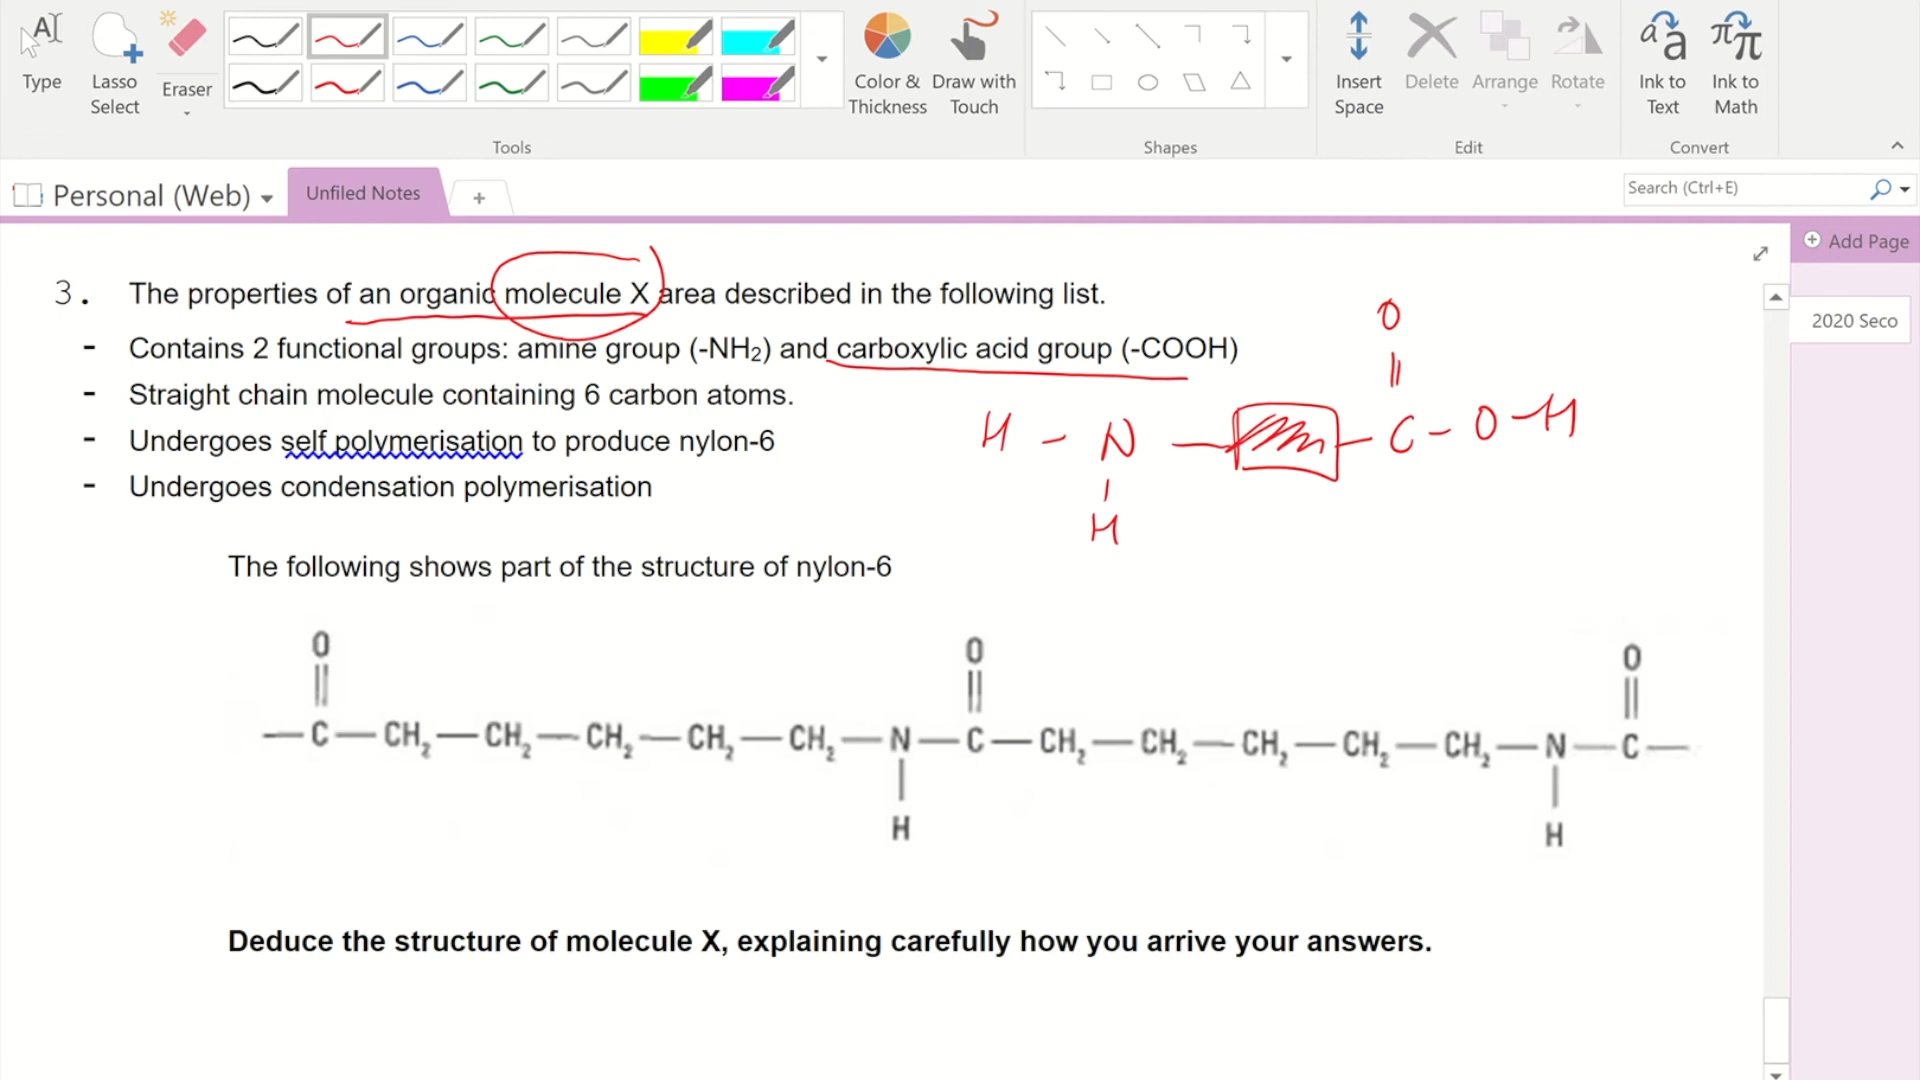 Type
Lasso
Select
Eraser
Color &
Thickness
Draw with
Touch
Insert
Space
Delete
Arrange
Rotate
Ink to
Text
Ink to
Math
Tools
Shapes
Edit
Convert
Personal (Web)
Unfiled Notes
+
Search (Ctrl+E)
Add Page
2020 Seco
3. The properties of an organic molecule X area described in the following list.
- Contains 2 functional groups: amine group (-NH₂) and carboxylic acid group (-COOH)
- Straight chain molecule containing 6 carbon atoms.
- Undergoes self polymerisation to produce nylon-6
- Undergoes condensation polymerisation
O
||
H - N — — C - O - H
|
H
The following shows part of the structure of nylon-6
O O O
|| || ||
— C — CH₂ — CH₂ — CH₂ — CH₂ — CH₂ — N — C — CH₂ — CH₂ — CH₂ — CH₂ — CH₂ — N — C —
| |
H H
Deduce the structure of molecule X, explaining carefully how you arrive your answers.